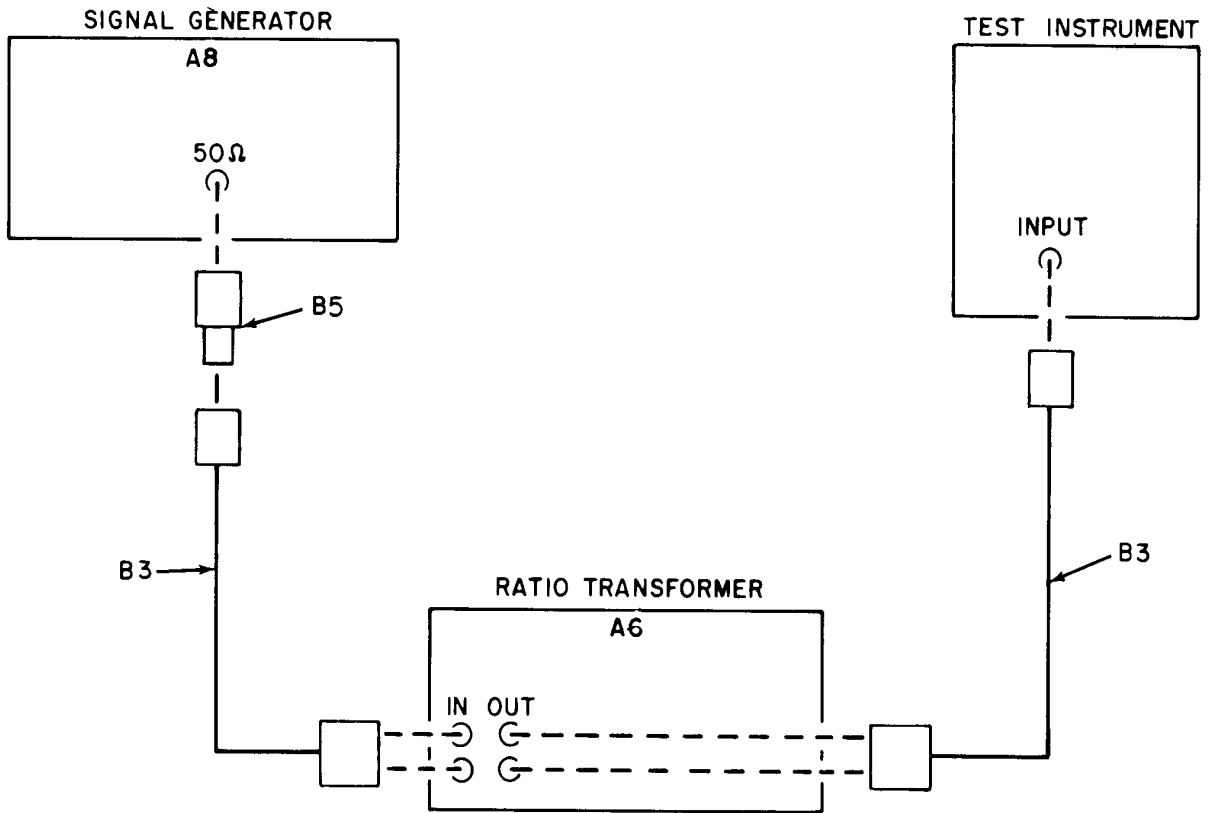 SIGNAL GENERATOR
A8
50Ω
B5
B3
TEST INSTRUMENT
INPUT
B3
RATIO TRANSFORMER
A6
IN OUT